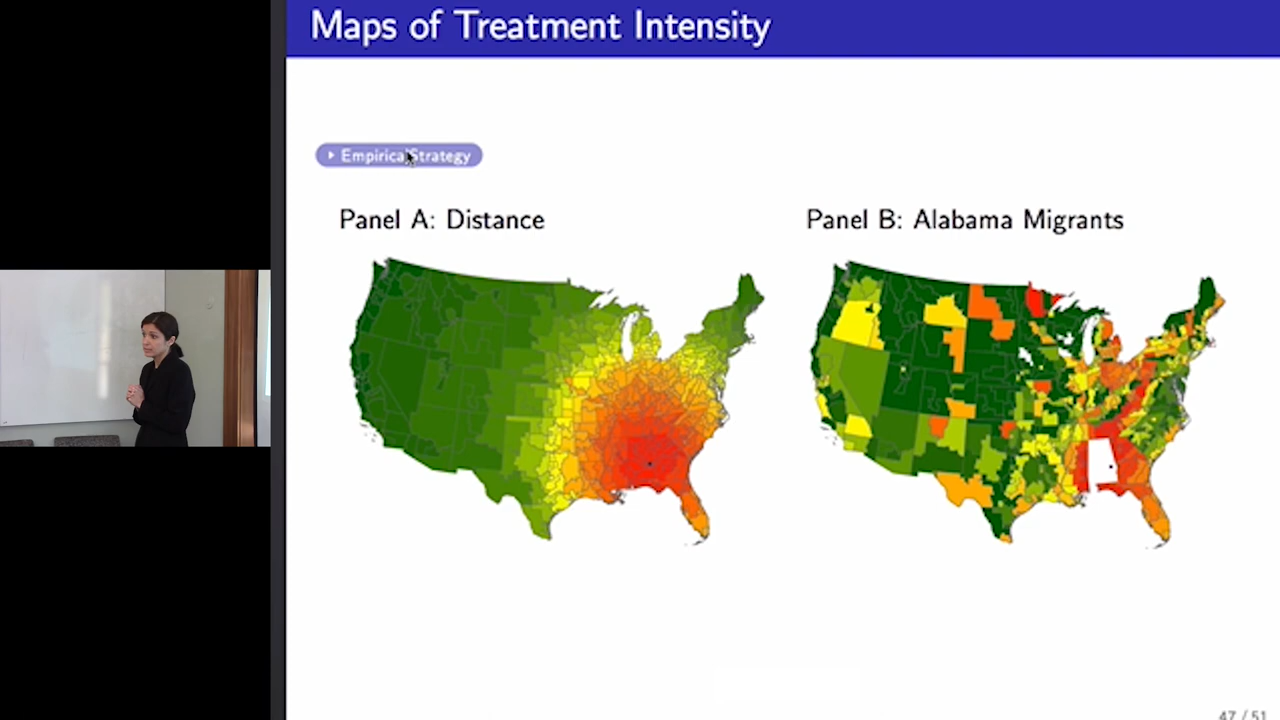 Maps of Treatment Intensity
Empirical Strategy
Panel A: Distance
Panel B: Alabama Migrants
47 / 51